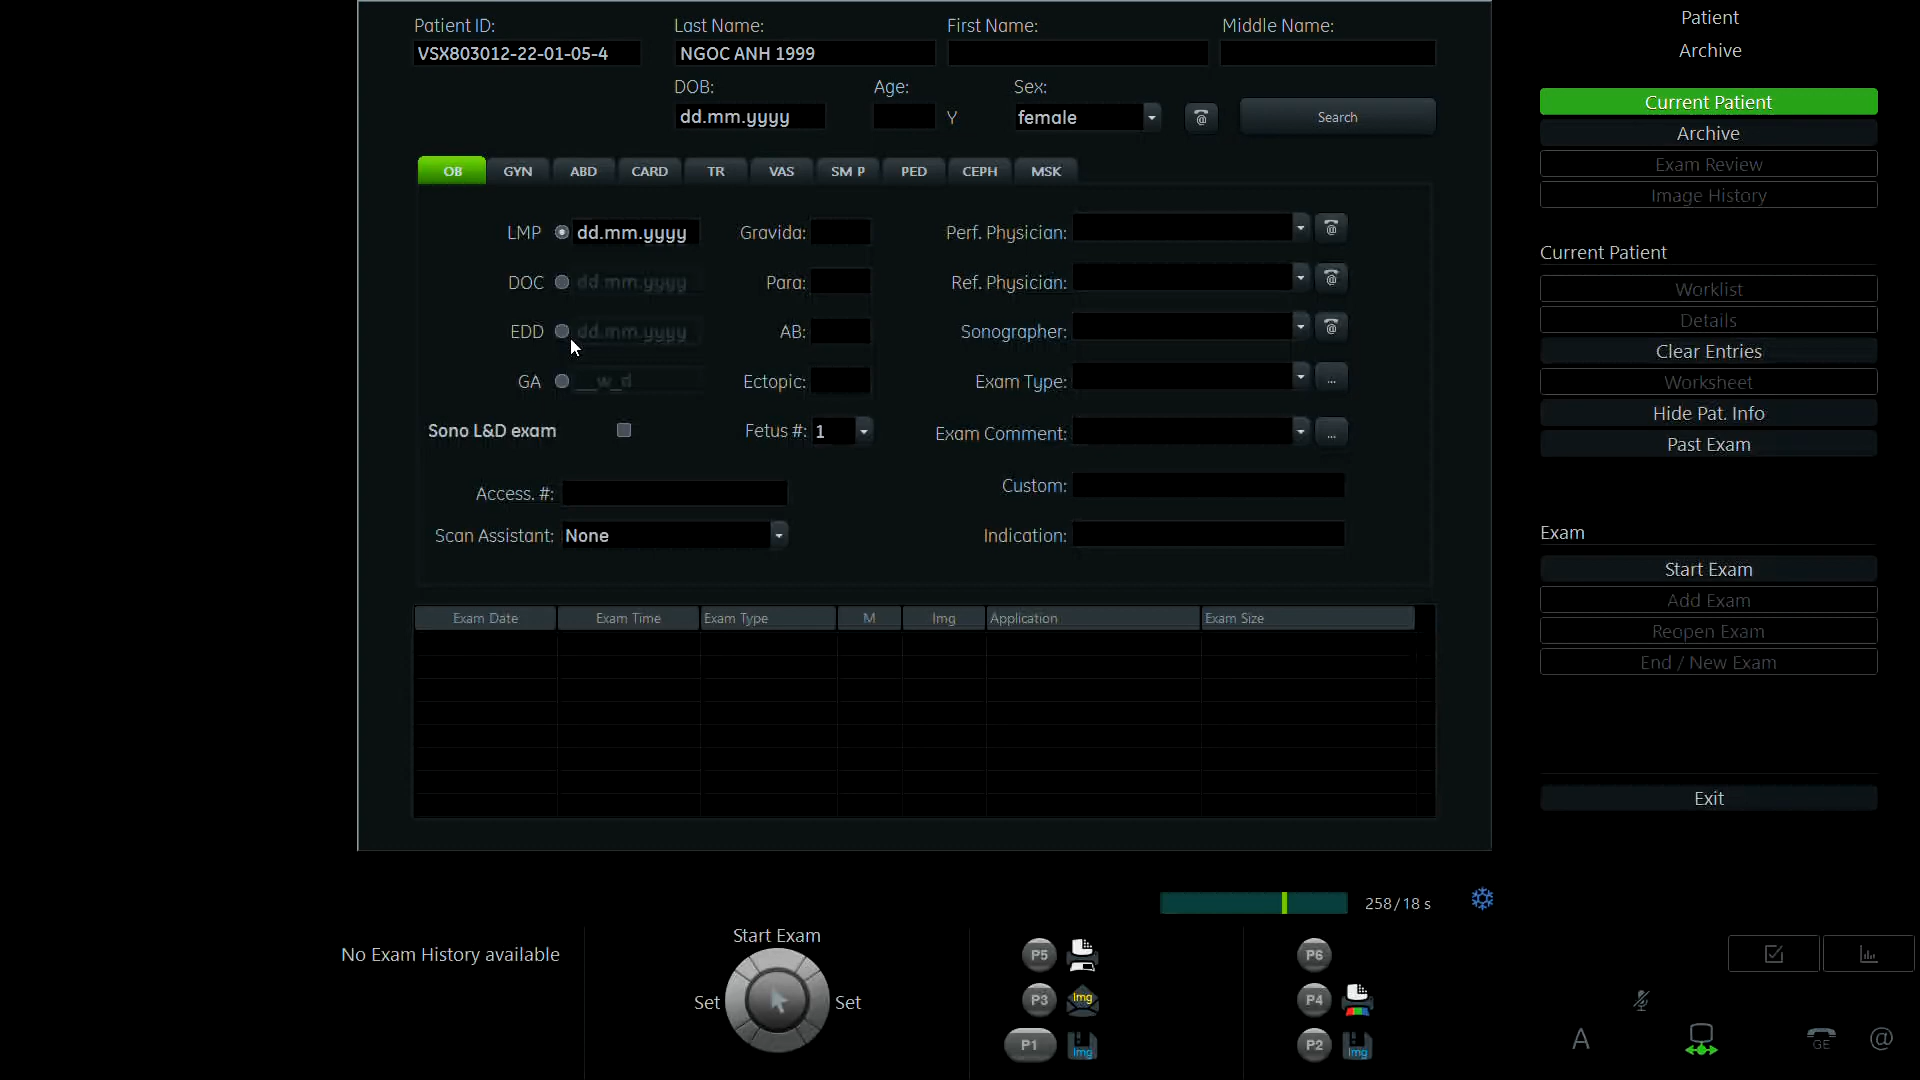 Patient ID: Last Name: First Name: Middle Name:
VSX803012-22-01-05-4 NGOC ANH 1999
DOB: Age: Sex:
dd.mm.yyyy Y female @ Search
OB GYN ABD CARD TR VAS SM P PED CEPH MSK
LMP dd.mm.yyyy Gravida: Perf. Physician: @
DOC dd.mm.yyyy Para: Ref. Physician: @
EDD dd.mm.yyyy AB: Sonographer: @
GA __w_d Ectopic: Exam Type: ...
Sono L&D exam Fetus #: 1 Exam Comment: ...
Access. #: Custom:
Scan Assistant: None Indication:
Exam Date Exam Time Exam Type M Img Application Exam Size
Patient
Archive
Current Patient
Archive
Exam Review
Image History
Current Patient
Worklist
Details
Clear Entries
Worksheet
Hide Pat. Info
Past Exam
Exam
Start Exam
Add Exam
Reopen Exam
End / New Exam
Exit
258/18 s
No Exam History available
Start Exam
Set Set
P5
P3 Img
P1 Img
P6
P4
P2 Img
A GE @